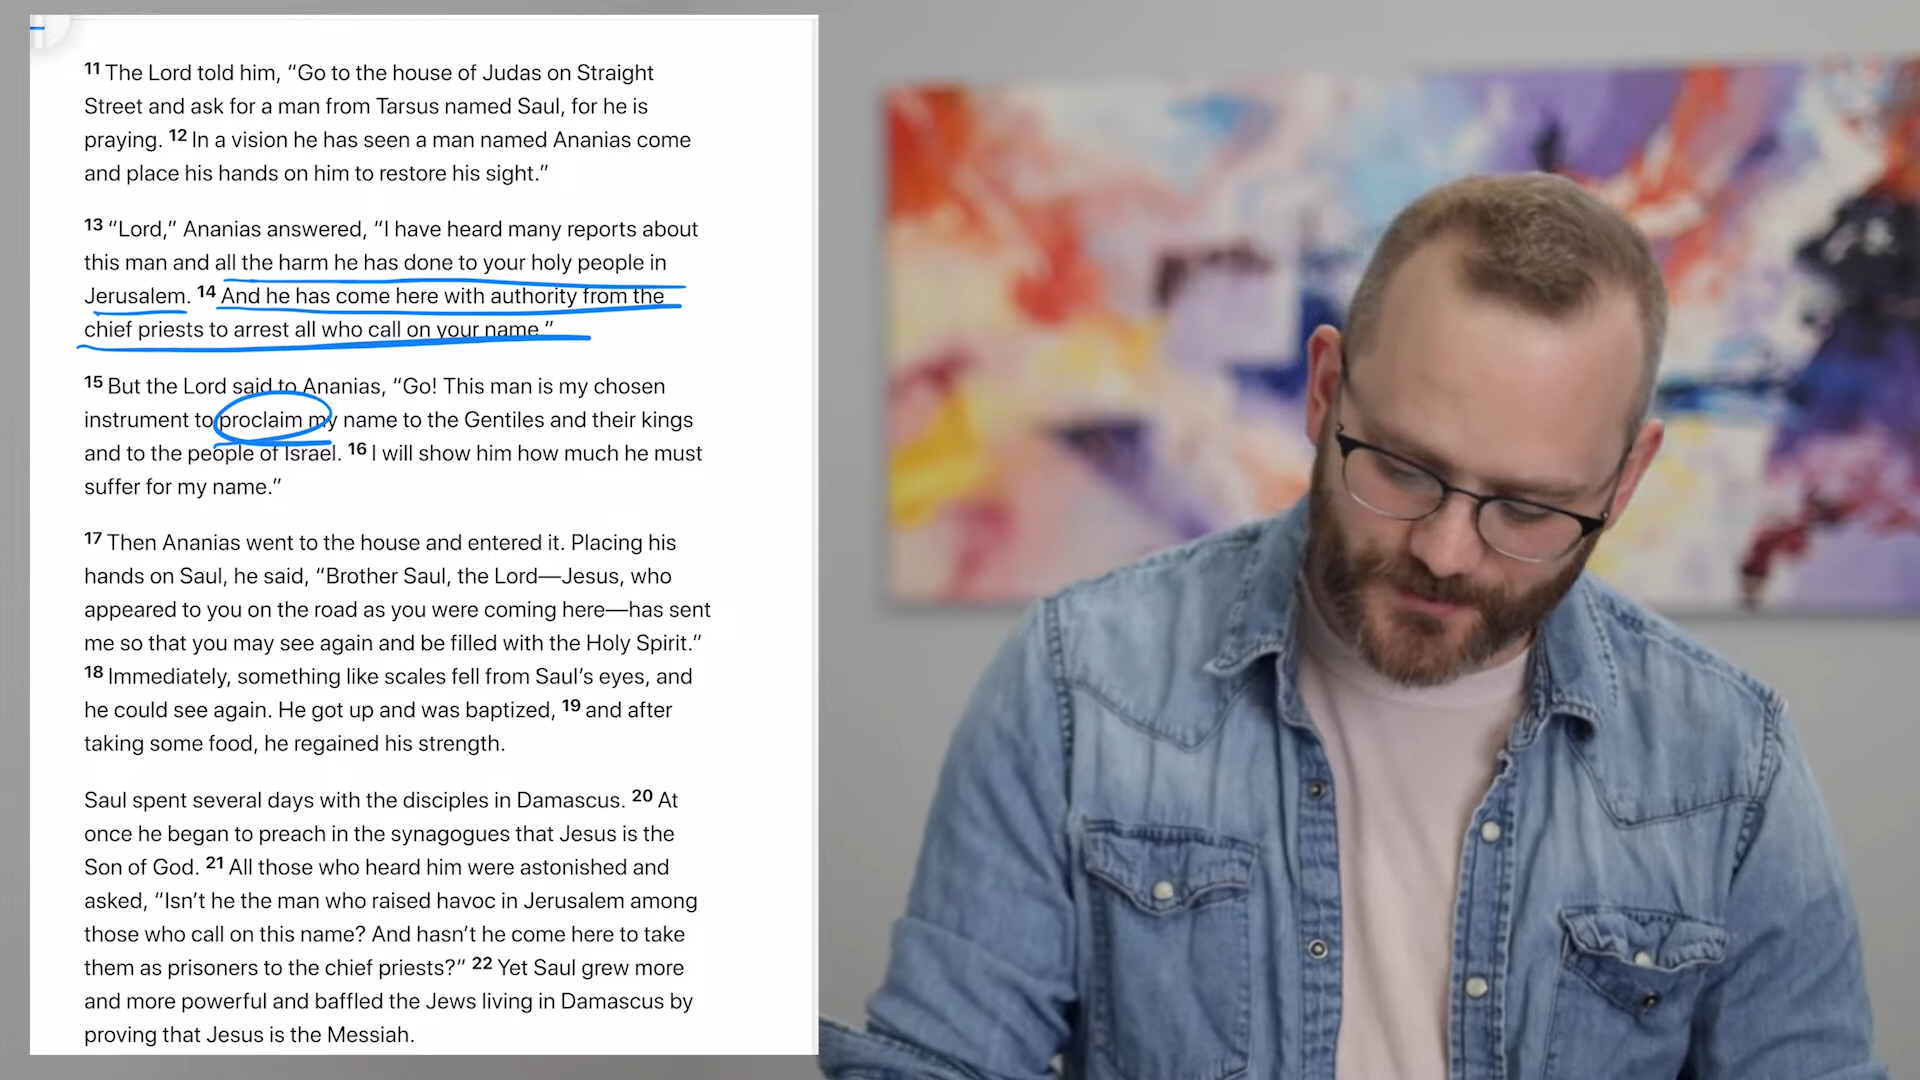 11 The Lord told him, “Go to the house of Judas on Straight
Street and ask for a man from Tarsus named Saul, for he is
praying. 12 In a vision he has seen a man named Ananias come
and place his hands on him to restore his sight.”
13 “Lord,” Ananias answered, “I have heard many reports about
this man and all the harm he has done to your holy people in
Jerusalem. 14 And he has come here with authority from the
chief priests to arrest all who call on your name.”
15 But the Lord said to Ananias, “Go! This man is my chosen
instrument to proclaim my name to the Gentiles and their kings
and to the people of Israel. 16 I will show him how much he must
suffer for my name.”
17 Then Ananias went to the house and entered it. Placing his
hands on Saul, he said, “Brother Saul, the Lord—Jesus, who
appeared to you on the road as you were coming here—has sent
me so that you may see again and be filled with the Holy Spirit.”
18 Immediately, something like scales fell from Saul’s eyes, and
he could see again. He got up and was baptized, 19 and after
taking some food, he regained his strength.
Saul spent several days with the disciples in Damascus. 20 At
once he began to preach in the synagogues that Jesus is the
Son of God. 21 All those who heard him were astonished and
asked, “Isn’t he the man who raised havoc in Jerusalem among
those who call on this name? And hasn’t he come here to take
them as prisoners to the chief priests?” 22 Yet Saul grew more
and more powerful and baffled the Jews living in Damascus by
proving that Jesus is the Messiah.